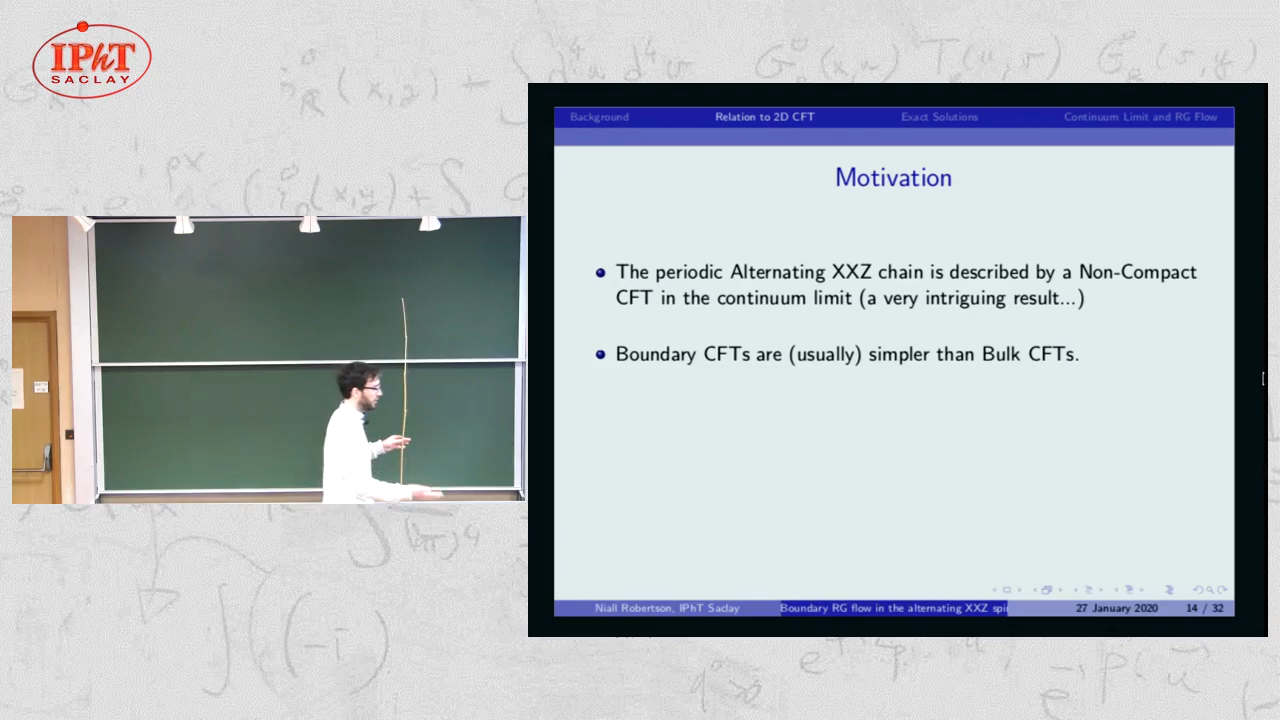 IPhT
SACLAY
Background Relation to 2D CFT Exact Solutions Continuum Limit and RG Flow
Motivation
The periodic Alternating XXZ chain is described by a Non-Compact
CFT in the continuum limit (a very intriguing result...)
Boundary CFTs are (usually) simpler than Bulk CFTs.
Niall Robertson, IPhT Saclay Boundary RG flow in the alternating XXZ spi 27 January 2020 14 / 32